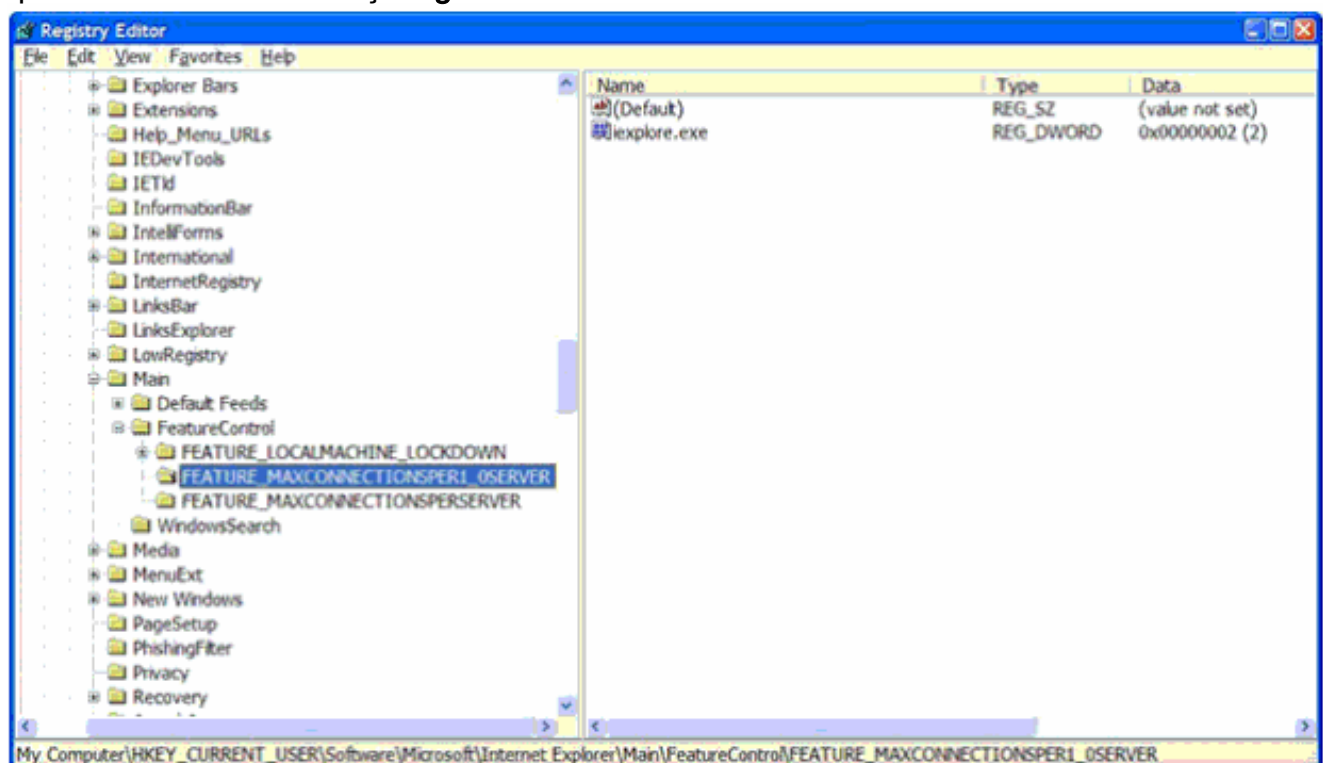 Registry Editor
File Edit View Favorites Help
Explorer Bars
Extensions
Help_Menu_URLs
IEDevTools
IETld
InformationBar
IntelliForms
International
InternetRegistry
LinksBar
LinksExplorer
LowRegistry
Main
Default Feeds
FeatureControl
FEATURE_LOCALMACHINE_LOCKDOWN
FEATURE_MAXCONNECTIONSPER1_0SERVER
FEATURE_MAXCONNECTIONSPERSERVER
WindowsSearch
Media
MenuExt
New Windows
PageSetup
PhishingFilter
Privacy
Recovery
Name Type Data
(Default) REG_SZ (value not set)
iexplore.exe REG_DWORD 0x00000002 (2)
My Computer\HKEY_CURRENT_USER\Software\Microsoft\Internet Explorer\Main\FeatureControl\FEATURE_MAXCONNECTIONSPER1_0SERVER